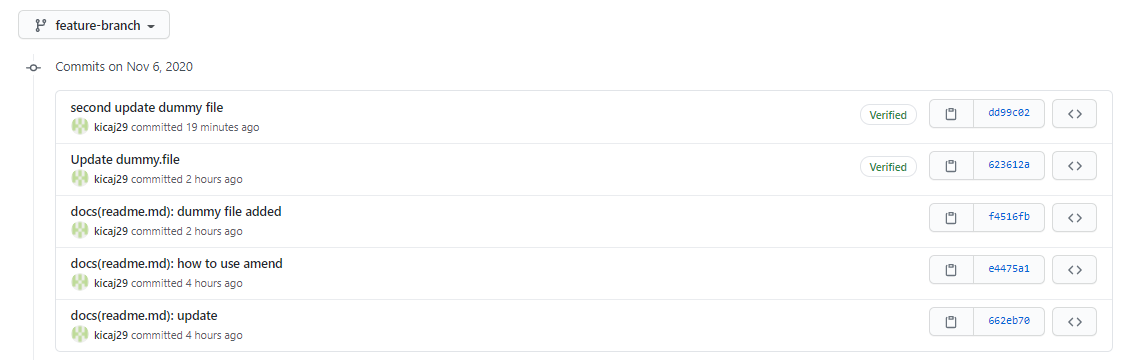 feature-branch
Commits on Nov 6, 2020
second update dummy file
kicaj29 committed 19 minutes ago
Verified
dd99c02
Update dummy.file
kicaj29 committed 2 hours ago
Verified
623612a
docs(readme.md): dummy file added
kicaj29 committed 2 hours ago
f4516fb
docs(readme.md): how to use amend
kicaj29 committed 4 hours ago
e4475a1
docs(readme.md): update
kicaj29 committed 4 hours ago
662eb70